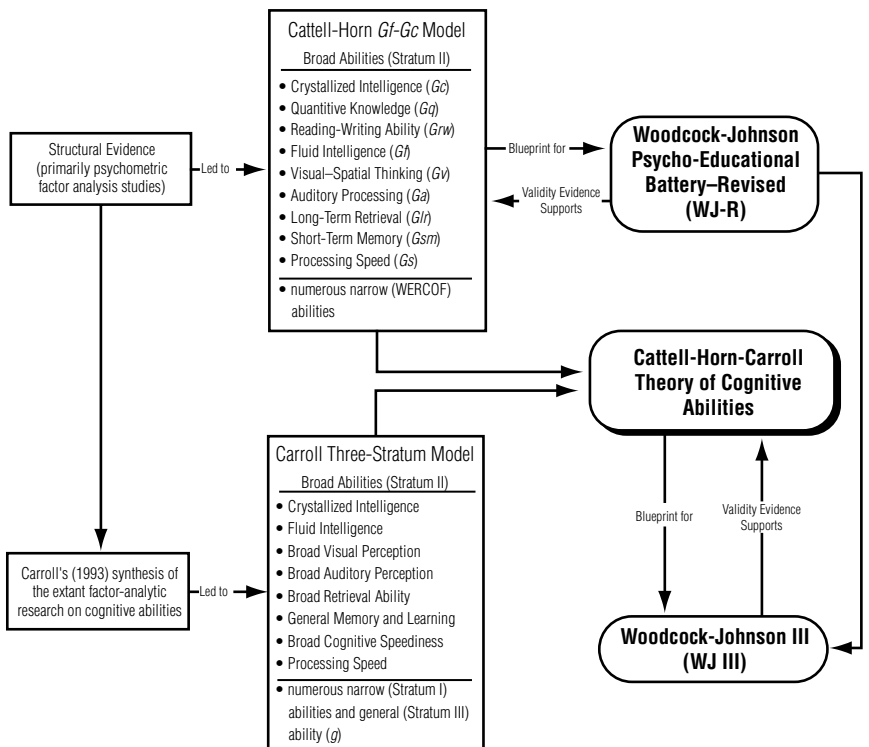 Cattell-Horn Gf-Gc Model
Broad Abilities (Stratum II)
• Crystallized Intelligence (Gc)
• Quantitive Knowledge (Gq)
• Reading-Writing Ability (Grw)
• Fluid Intelligence (Gf)
• Visual–Spatial Thinking (Gv)
• Auditory Processing (Ga)
• Long-Term Retrieval (Glr)
• Short-Term Memory (Gsm)
• Processing Speed (Gs)
• numerous narrow (WERCOF)
abilities
Structural Evidence
(primarily psychometric
factor analysis studies)
Led to
Blueprint for
Validity Evidence
Supports
Woodcock-Johnson
Psycho-Educational
Battery–Revised
(WJ-R)
Cattell-Horn-Carroll
Theory of Cognitive
Abilities
Carroll Three-Stratum Model
Broad Abilities (Stratum II)
• Crystallized Intelligence
• Fluid Intelligence
• Broad Visual Perception
• Broad Auditory Perception
• Broad Retrieval Ability
• General Memory and Learning
• Broad Cognitive Speediness
• Processing Speed
• numerous narrow (Stratum I)
abilities and general (Stratum III)
ability (g)
Carroll's (1993) synthesis of
the extant factor-analytic
research on cognitive abilities
Led to
Blueprint for
Validity Evidence
Supports
Woodcock-Johnson III
(WJ III)